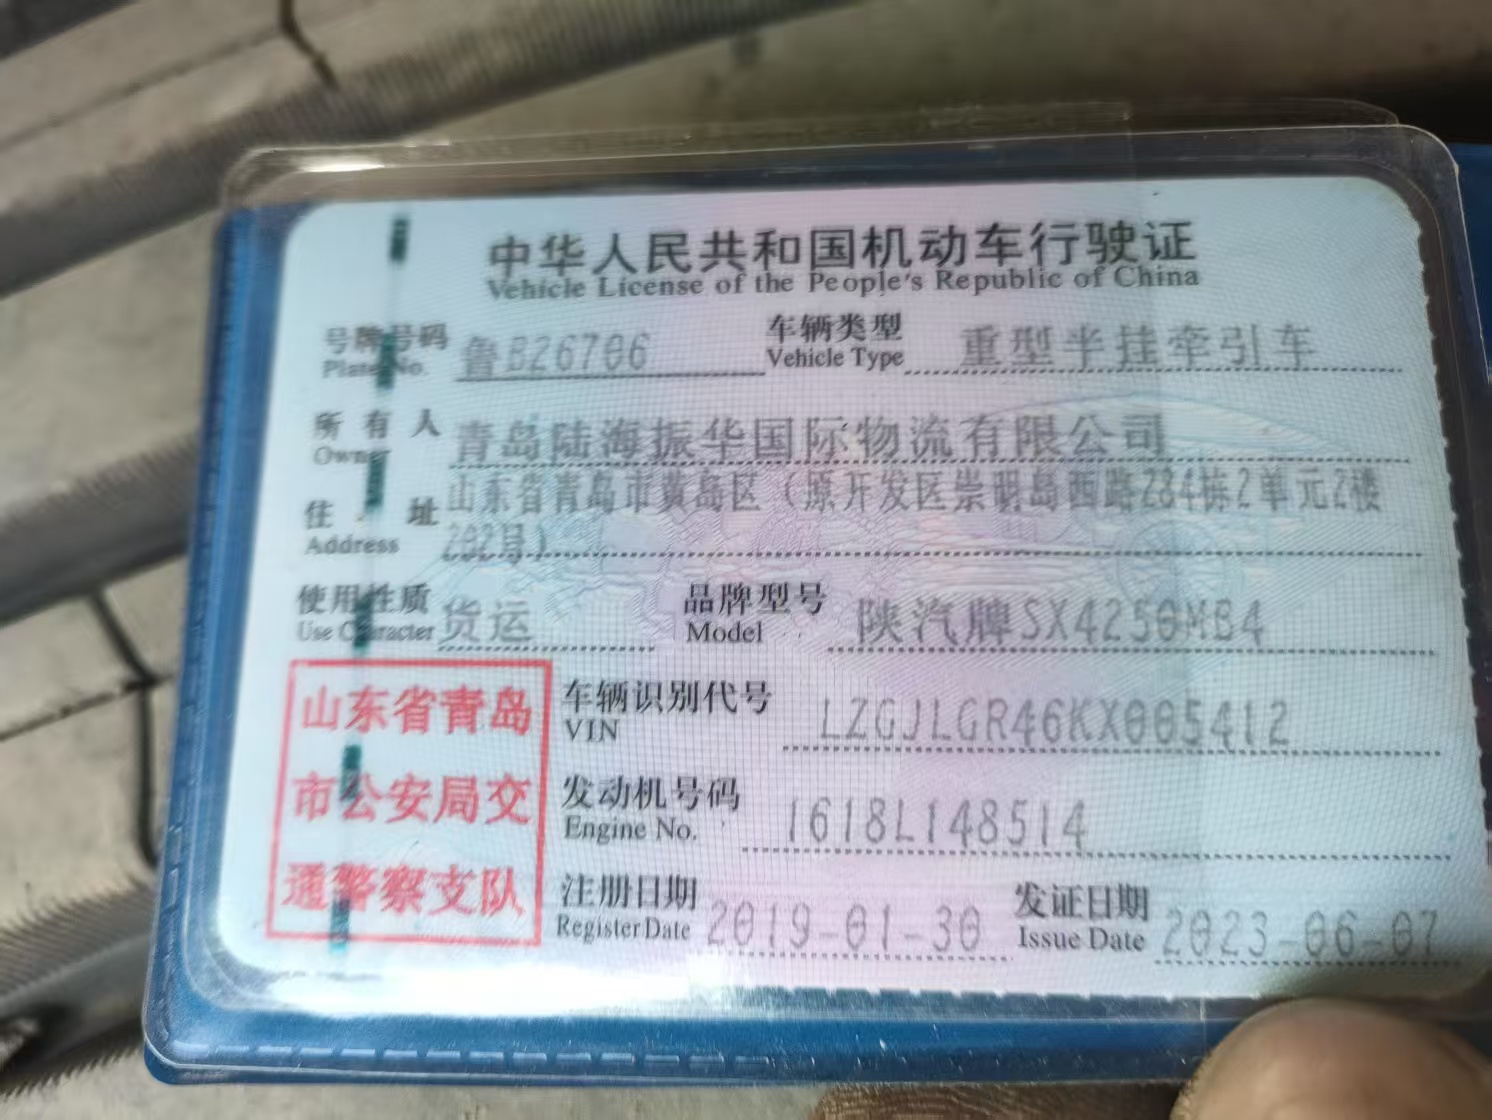 中华人民共和国机动车行驶证
Vehicle License of the People's Republic of China
号牌号码 鲁B26706 车辆类型 重型半挂牵引车
Plate No. Vehicle Type
所有人 青岛陆海振华国际物流有限公司
Owner
住址 山东省青岛市黄岛区(原开发区崇明岛西路284栋2单元2楼
Address 202号)
使用性质 货运 品牌型号 陕汽牌SX4250MB4
Use Character Model
山东省青岛
市公安局交
通警察支队
车辆识别代号 LZGJLGR46KX005412
VIN
发动机号码 1618L148514
Engine No.
注册日期 2019-01-30 发证日期 2023-06-07
Register Date Issue Date